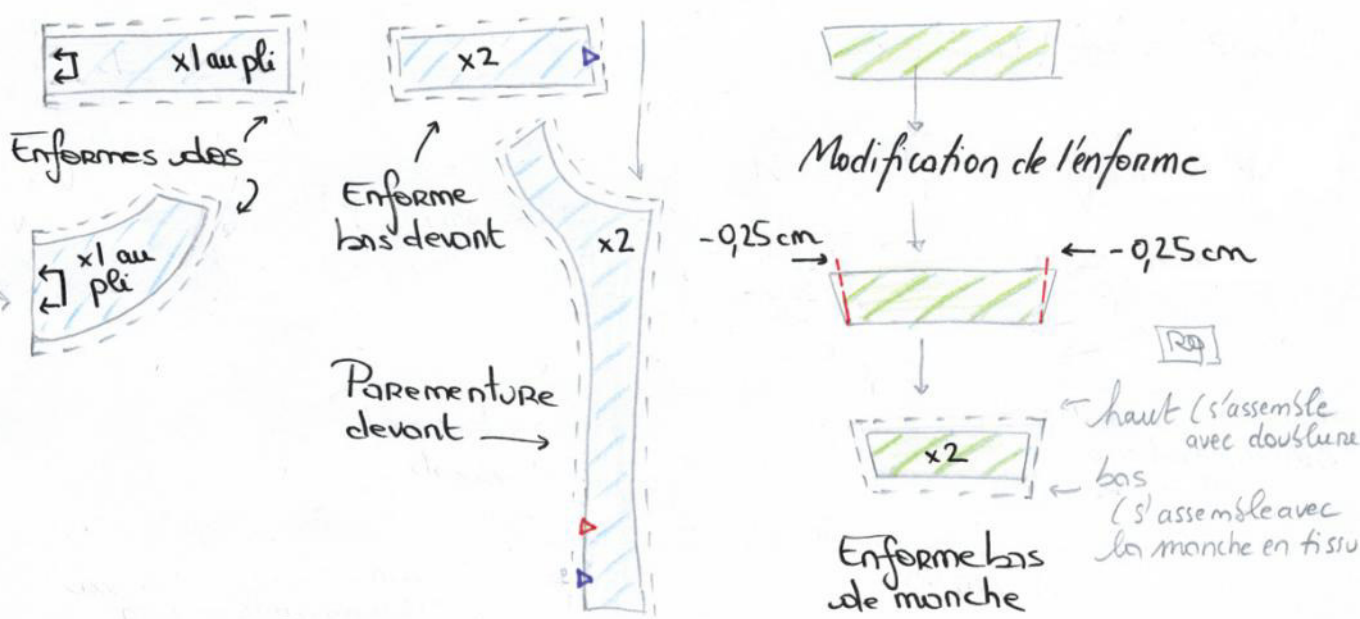 x1 au pli
Enformes dos
x1 au
pli
x2
Enforme
bas devant
x2
Parementure
devant
Modification de l'enforme
-0,25 cm
-0,25 cm
x2
haut (s'assemble
avec doublure
bas
(s'assemble avec
la manche en tissu
Enforme bas
de manche